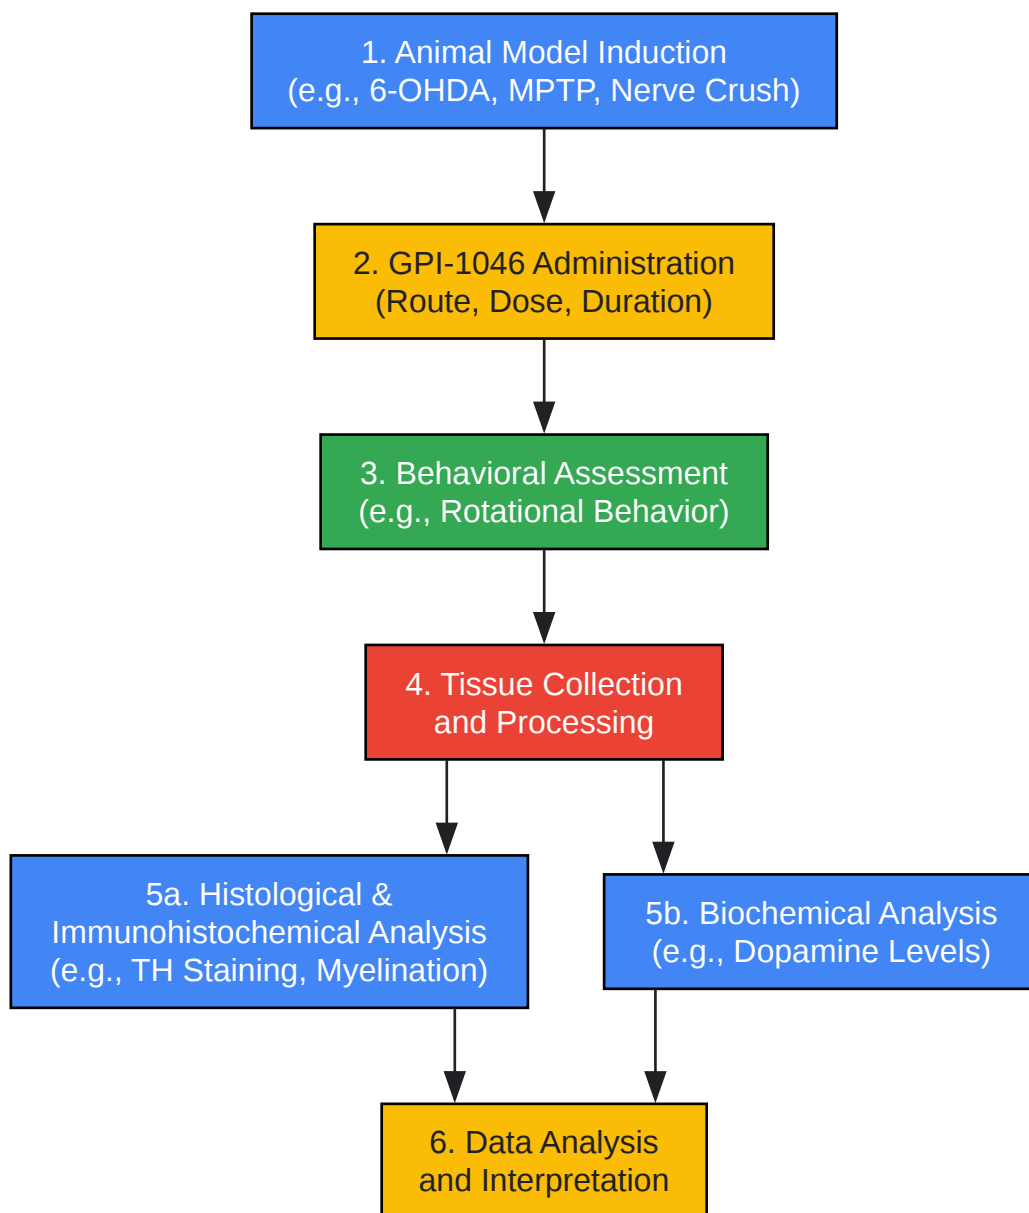 1. Animal Model Induction
(e.g., 6-OHDA, MPTP, Nerve Crush)
2. GPI-1046 Administration
(Route, Dose, Duration)
3. Behavioral Assessment
(e.g., Rotational Behavior)
4. Tissue Collection
and Processing
5a. Histological &
Immunohistochemical Analysis
(e.g., TH Staining, Myelination)
5b. Biochemical Analysis
(e.g., Dopamine Levels)
6. Data Analysis
and Interpretation